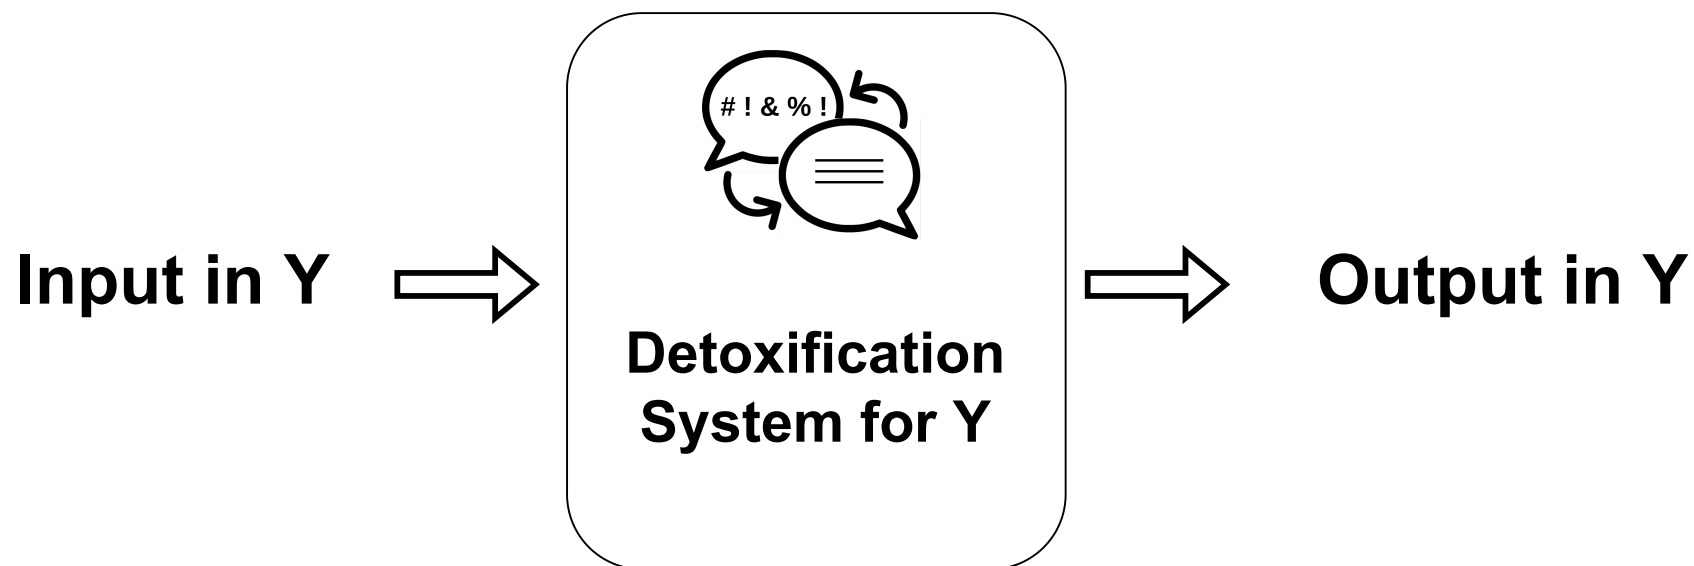 # ! & % !
Input in Y
Detoxification
System for Y
Output in Y